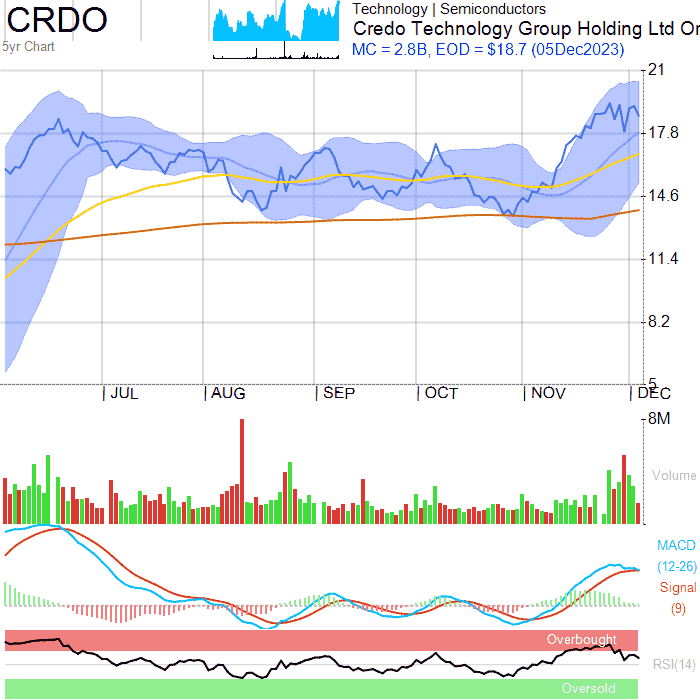 CRDO
5yr Chart
Technology | Semiconductors
Credo Technology Group Holding Ltd Or
MC = 2.8B, EOD = $18.7 (05Dec2023)
21
17.8
14.6
11.4
8.2
5
JUL AUG SEP OCT NOV DEC
8M
Volume
MACD
(12-26)
Signal
(9)
Overbought
RSI(14)
Oversold